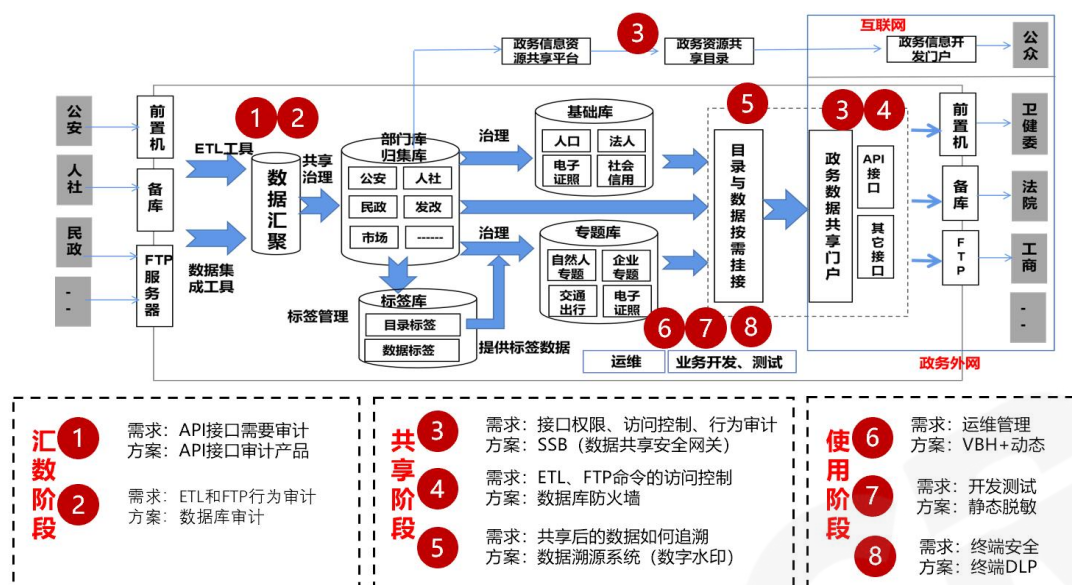 互联网
政务信息资
源共享平台
3
政务资源共
享目录
政务信息开
发门户
公众
公安
人社
民政
--
前置机
备库
FTP
服务器
ETL工具
数据集
成工具
1
2
数据汇聚
共享
治理
部门库
归集库
公安
人社
民政
发改
市场
------
标签管理
标签库
目录标签
数据标签
提供标签数据
治理
治理
基础库
人口
法人
电子
证照
社会
信用
专题库
自然人
专题
企业
专题
交通
出行
电子
证照
5
目录与数据按需挂接
6
7
8
运维
业务开发、测试
3
4
政务数据共享门户
API
接口
其它接口
前置机
备库
FTP
卫健委
法院
工商
--
政务外网
汇数阶段
1
需求：API接口需要审计
方案：API接口审计产品
2
需求：ETL和FTP行为审计
方案：数据库审计
共享阶段
3
需求：接口权限、访问控制、行为审计
方案：SSB（数据共享安全网关）
4
需求：ETL、FTP命令的访问控制
方案：数据库防火墙
5
需求：共享后的数据如何追溯
方案：数据溯源系统（数字水印）
使用阶段
6
需求：运维管理
方案：VBH+动态
7
需求：开发测试
方案：静态脱敏
8
需求：终端安全
方案：终端DLP